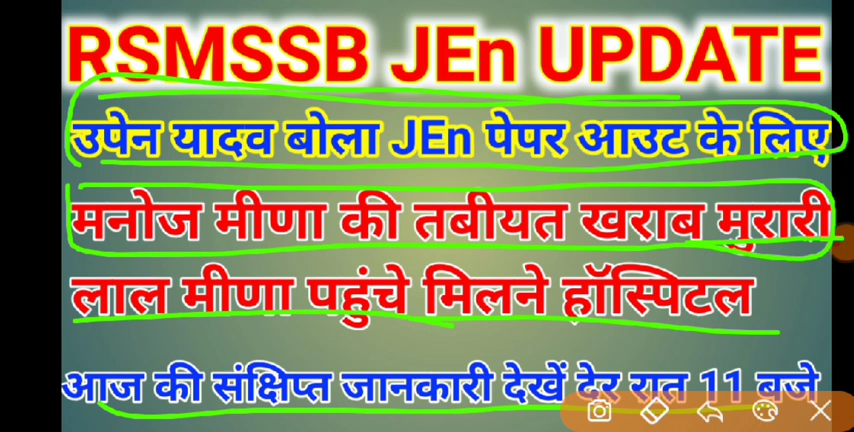 RSMSSB JEn UPDATE
उपेन यादव बोला JEn पेपर आउट के लिए
मनोज मीणा की तबीयत खराब मुरारी
लाल मीणा पहुंचे मिलने हॉस्पिटल
आज की संक्षिप्त जानकारी देखें देर रात 11 बजे